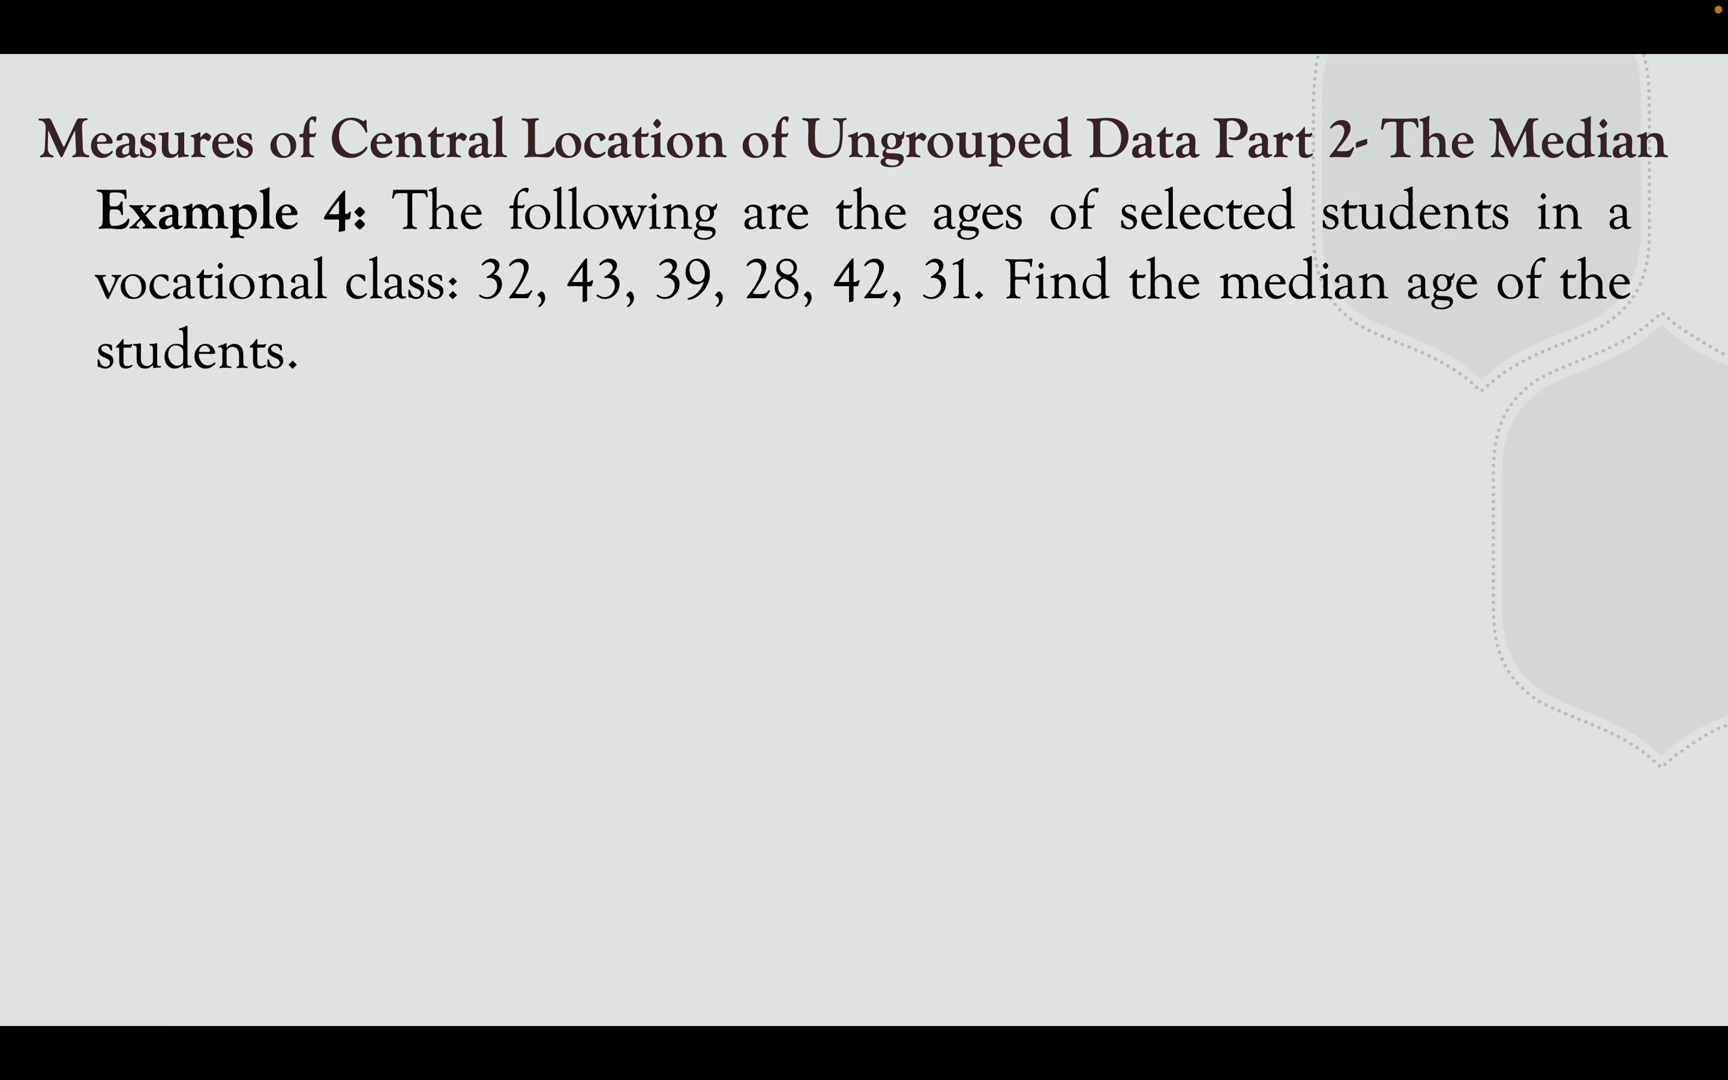 Measures of Central Location of Ungrouped Data Part 2- The Median
Example 4: The following are the ages of selected students in a
vocational class: 32, 43, 39, 28, 42, 31. Find the median age of the
students.